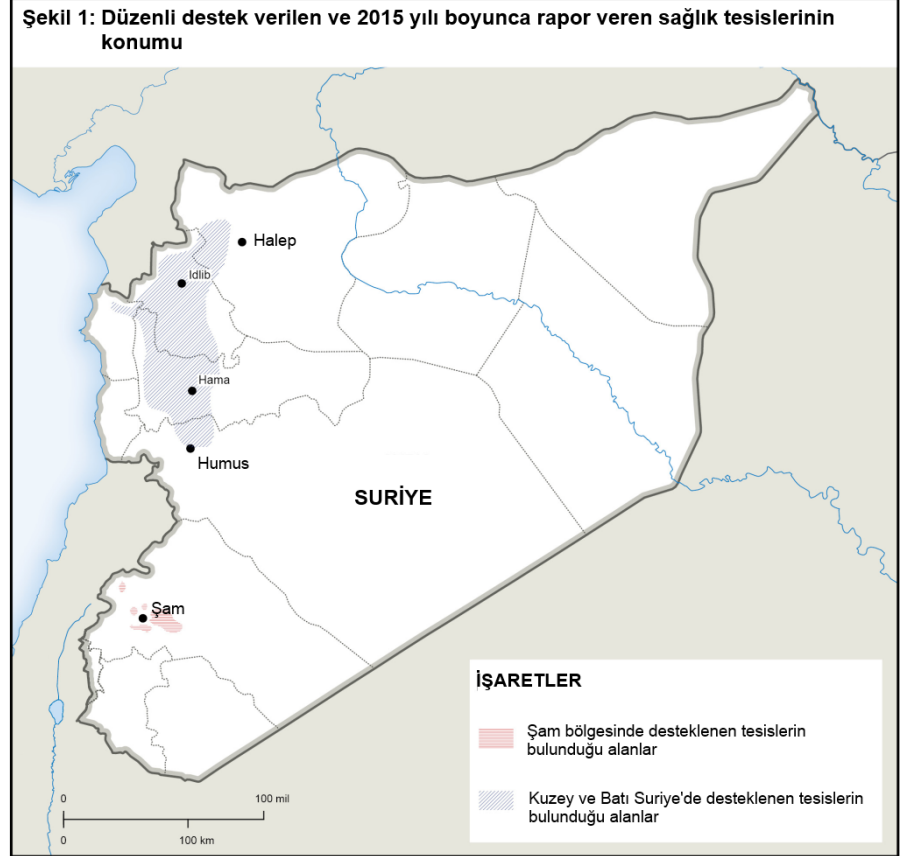 Şekil 1: Düzenli destek verilen ve 2015 yılı boyunca rapor veren sağlık tesislerinin
konumu
Halep
Idlib
Hama
Humus
SURİYE
Şam
İŞARETLER
Şam bölgesinde desteklenen tesislerin
bulunduğu alanlar
Kuzey ve Batı Suriye'de desteklenen tesislerin
bulunduğu alanlar
0 100 mil
0 100 km